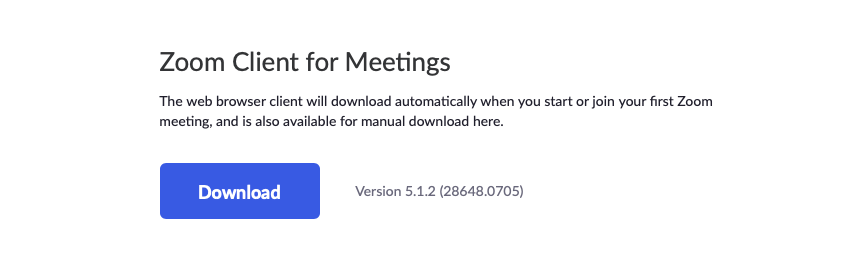 Zoom Client for Meetings
The web browser client will download automatically when you start or join your first Zoom
meeting, and is also available for manual download here.
Download
Version 5.1.2 (28648.0705)